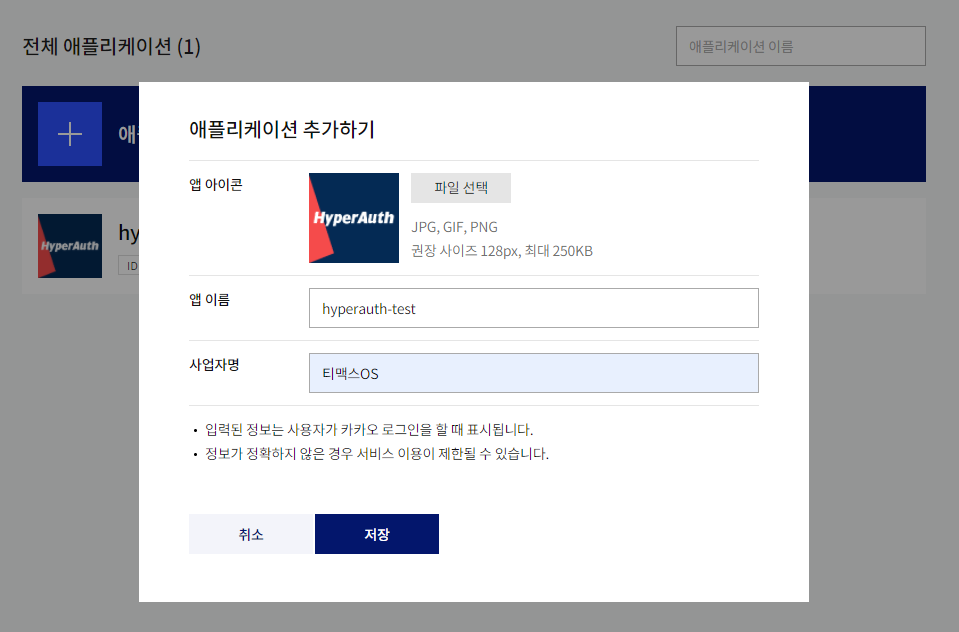 전체 애플리케이션 (1)
애플리케이션 이름
애플리케이션 추가하기
앱 아이콘
HyperAuth
파일 선택
JPG, GIF, PNG
권장 사이즈 128px, 최대 250KB
HyperAuth
hy
ID
앱 이름
hyperauth-test
사업자명
티맥스OS
• 입력된 정보는 사용자가 카카오 로그인을 할 때 표시됩니다.
• 정보가 정확하지 않은 경우 서비스 이용이 제한될 수 있습니다.
취소
저장